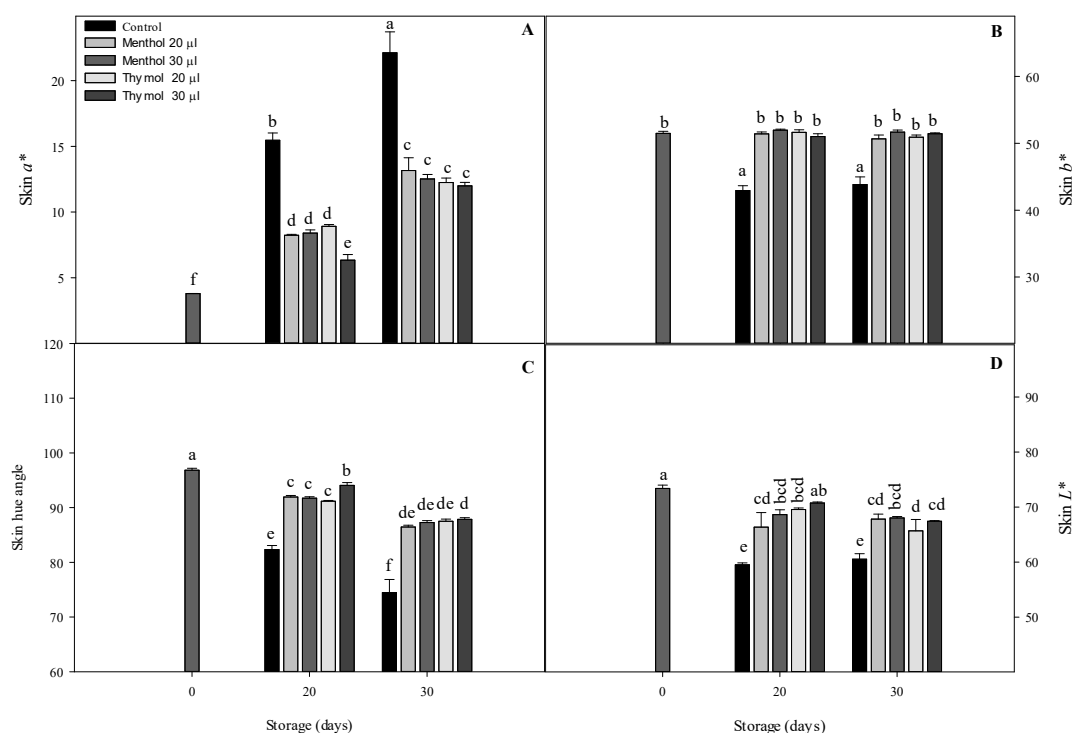 A
Control
Menthol 20 µl
Menthol 30 µl
Thymol 20 µl
Thymol 30 µl
20
15
10
5
Skin a*
f
b
d
d
d
e
a
c
c
c
c
B
60
50
40
30
Skin b*
b
a
b
b
b
b
a
b
b
b
b
C
120
110
100
90
80
70
60
Skin hue angle
a
e
c
c
c
b
f
de
de
de
d
0
20
30
Storage (days)
D
90
80
70
60
50
Skin L*
a
e
cd
bcd
bcd
ab
e
cd
bcd
d
cd
0
20
30
Storage (days)